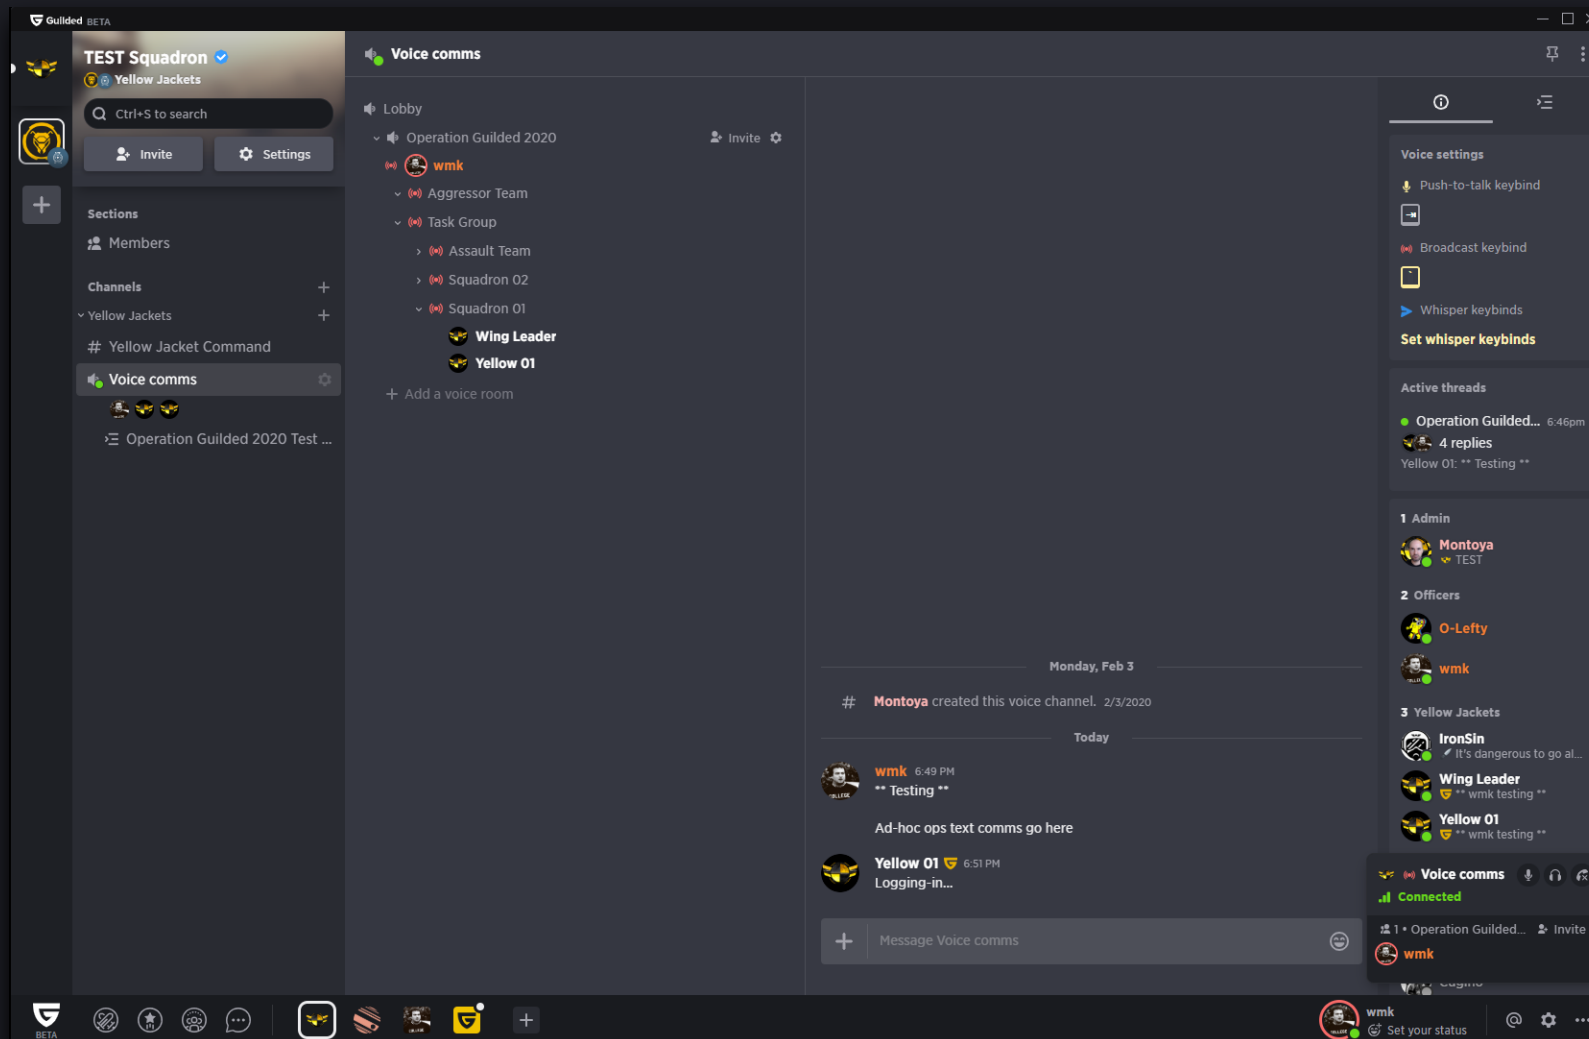 Guilded BETA
TEST Squadron
Yellow Jackets
Ctrl+S to search
Invite
Settings
Sections
Members
Channels
Yellow Jackets
# Yellow Jacket Command
Voice comms
Operation Guilded 2020 Test ...
Voice comms
Lobby
Operation Guilded 2020
Invite
wmk
Aggressor Team
Task Group
Assault Team
Squadron 02
Squadron 01
Wing Leader
Yellow 01
+ Add a voice room
Monday, Feb 3
# Montoya created this voice channel. 2/3/2020
Today
wmk 6:49 PM
** Testing **
Ad-hoc ops text comms go here
Yellow 01 6:51 PM
Logging-in...
Message Voice comms
Voice settings
Push-to-talk keybind
Broadcast keybind
`
Whisper keybinds
Set whisper keybinds
Active threads
Operation Guilded... 6:46pm
4 replies
Yellow 01: ** Testing **
1 Admin
Montoya
TEST
2 Officers
O-Lefty
wmk
3 Yellow Jackets
IronSin
It's dangerous to go al...
Wing Leader
** wmk testing **
Yellow 01
** wmk testing **
Voice comms
Connected
1 • Operation Guilded... Invite
wmk
BETA
wmk
Set your status